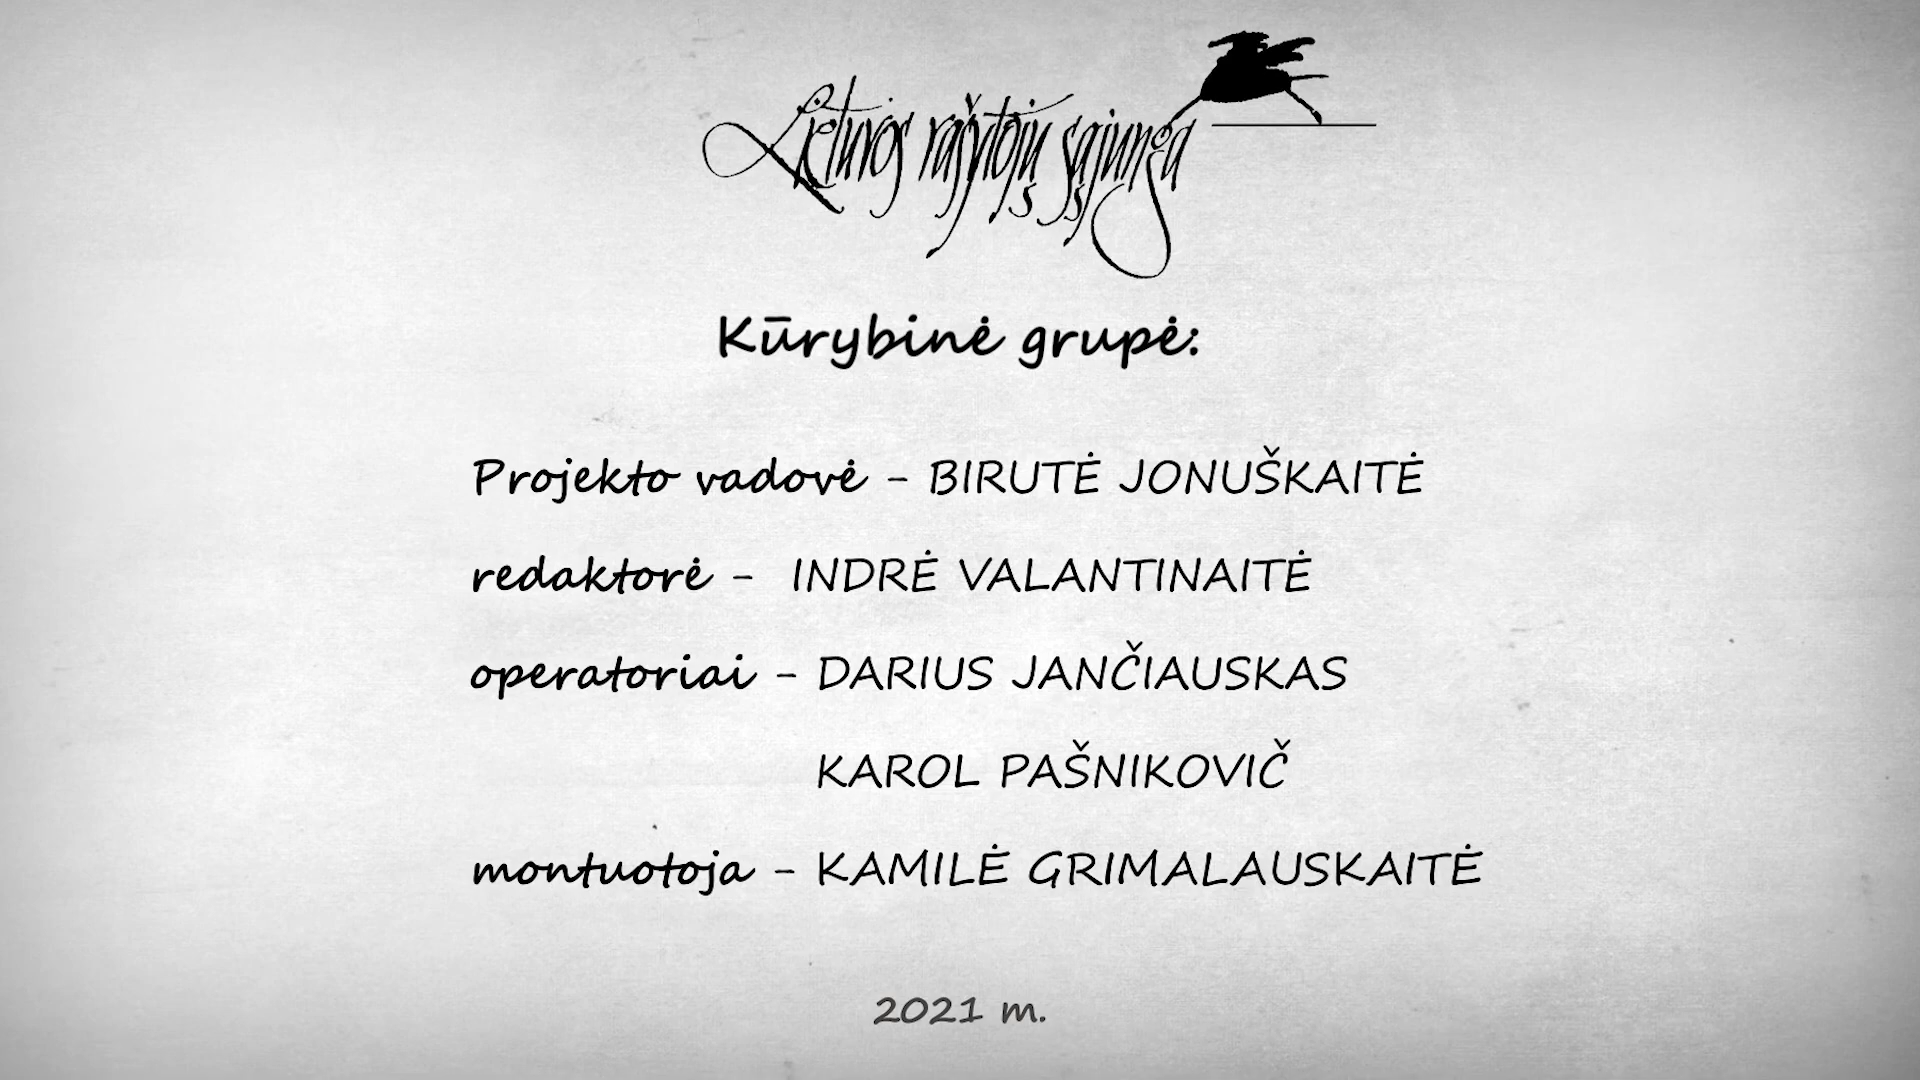 Lietuvos rašytojų sąjunga
Kūrybinė grupė:
Projekto vadovė - BIRUTĖ JONUŠKAITĖ
redaktorė - INDRĖ VALANTINAITĖ
operatoriai - DARIUS JANČIAUSKAS
KAROL PAŠNIKOVIČ
montuotoja - KAMILĖ GRIMALAUSKAITĖ
2021 m.